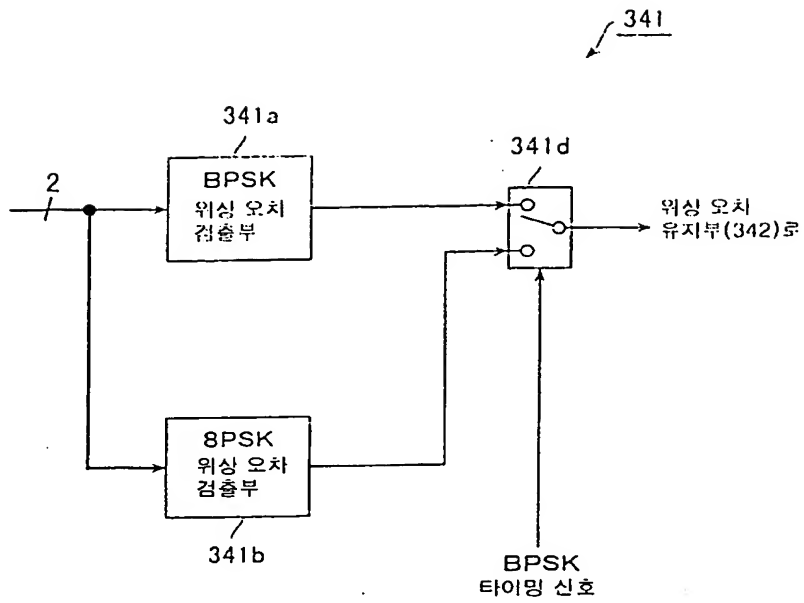 341
341a
341d
2
BPSK
위상 오차
검출부
위상 오차
유지부(342)로
8PSK
위상 오차
검출부
341b
BPSK
타이밍 신호